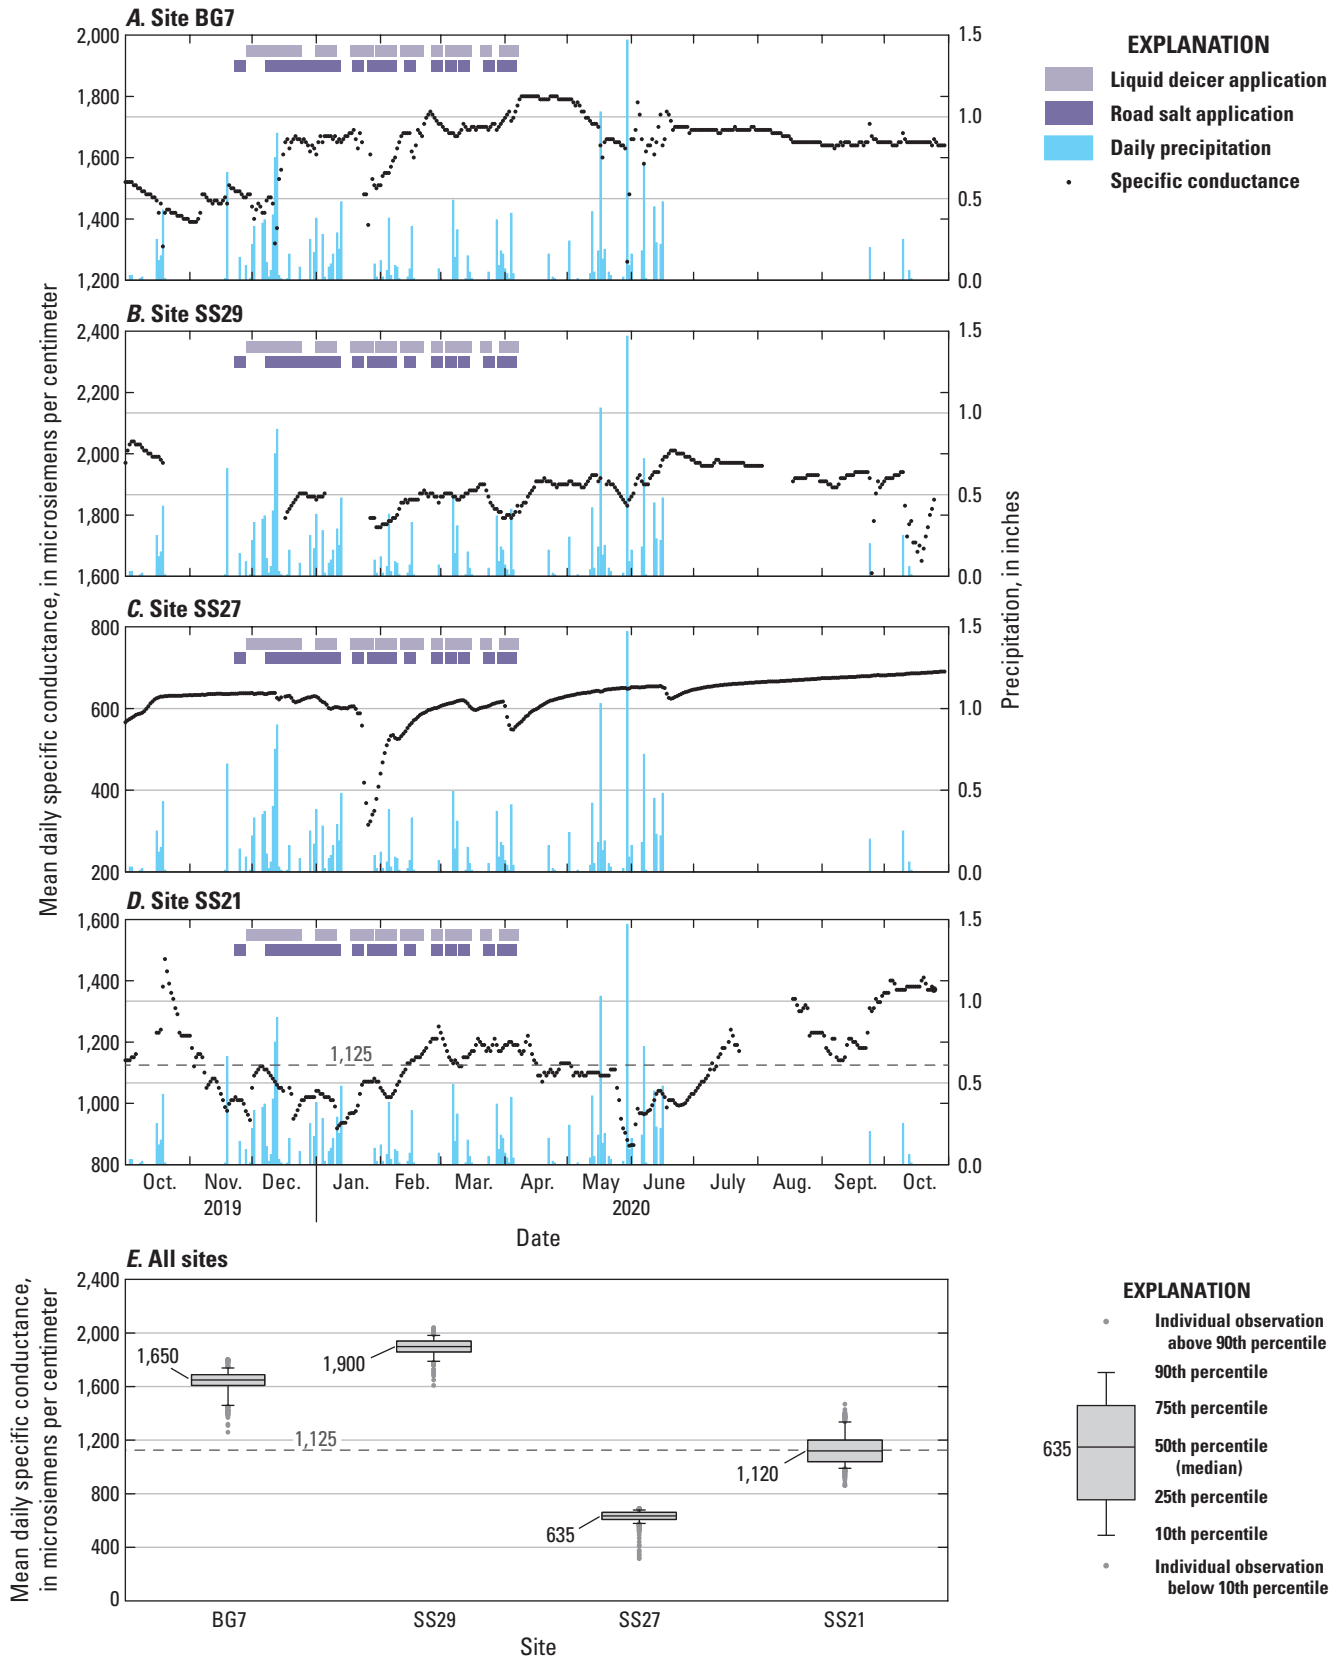 A. Site BG7
2,000
1,800
1,600
1,400
1,200
1.5
1.0
0.5
0.0
EXPLANATION
Liquid deicer application
Road salt application
Daily precipitation
Specific conductance
B. Site SS29
2,400
2,200
2,000
1,800
1,600
1.5
1.0
0.5
0.0
C. Site SS27
800
600
400
200
1.5
1.0
0.5
0.0
D. Site SS21
1,600
1,400
1,200
1,000
800
1,125
1.5
1.0
0.5
0.0
Mean daily specific conductance, in microsiemens per centimeter
Precipitation, in inches
Oct. Nov. Dec. Jan. Feb. Mar. Apr. May June July Aug. Sept. Oct.
2019 2020
Date
E. All sites
Mean daily specific conductance,
in microsiemens per centimeter
2,400
2,000
1,600
1,200
800
400
0
1,650
1,900
1,125
635
1,120
BG7 SS29 SS27 SS21
Site
EXPLANATION
Individual observation
above 90th percentile
90th percentile
75th percentile
635
50th percentile
(median)
25th percentile
10th percentile
Individual observation
below 10th percentile